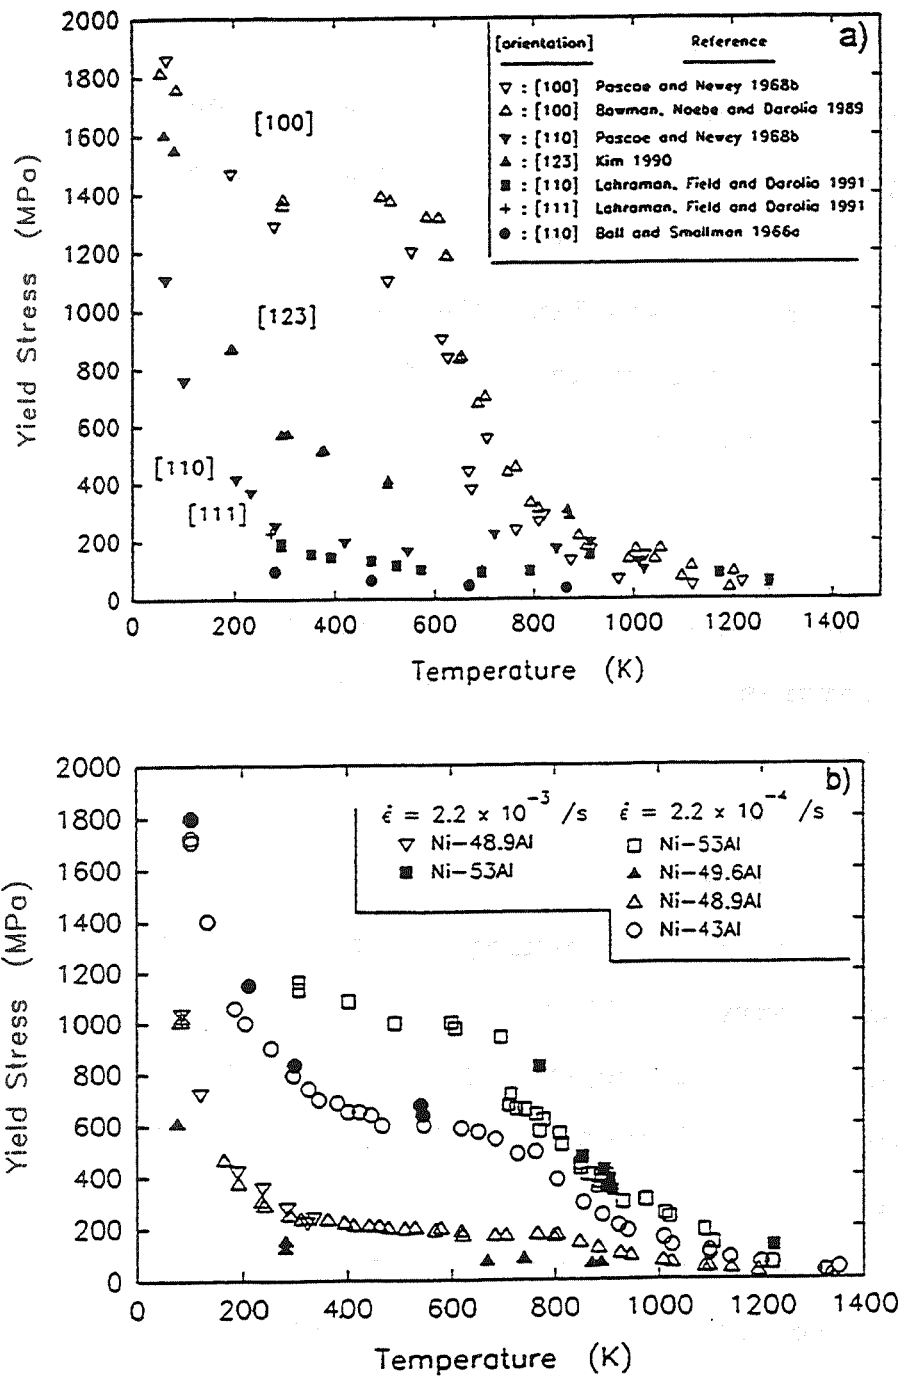 a)
[orientation] Reference
▽ : [100] Pascoe and Newey 1968b
△ : [100] Bowman, Noebe and Darolia 1989
▼ : [110] Pascoe and Newey 1968b
▲ : [123] Kim 1990
■ : [110] Lahraman, Field and Darolia 1991
+ : [111] Lahraman, Field and Darolia 1991
● : [110] Ball and Smallman 1966a
[100]
[123]
[110]
[111]
2000
1800
1600
1400
1200
1000
800
600
400
200
0
Yield Stress (MPa)
0 200 400 600 800 1000 1200 1400
Temperature (K)
b)
ε̇ = 2.2 x 10⁻³ /s ε̇ = 2.2 x 10⁻⁴ /s
▽ Ni-48.9Al □ Ni-53Al
■ Ni-53Al ▲ Ni-49.6Al
△ Ni-48.9Al
○ Ni-43Al
2000
1800
1600
1400
1200
1000
800
600
400
200
0
Yield Stress (MPa)
0 200 400 600 800 1000 1200 1400
Temperature (K)